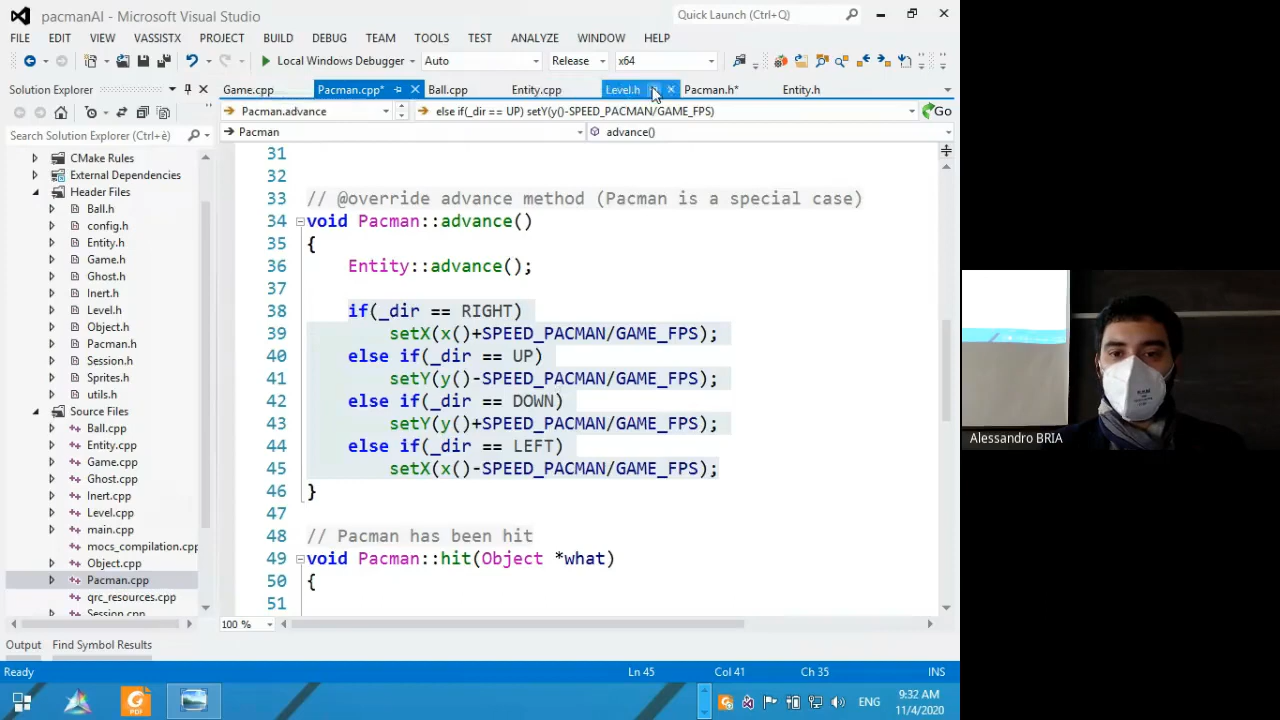 pacmanAI - Microsoft Visual Studio
Quick Launch (Ctrl+Q)
FILE EDIT VIEW VASSISTX PROJECT BUILD DEBUG TEAM TOOLS TEST ANALYZE WINDOW HELP
Local Windows Debugger Auto Release x64
Solution Explorer
Game.cpp Pacman.cpp* Ball.cpp Entity.cpp Level.h Pacman.h* Entity.h
Pacman.advance else if(_dir == UP) setY(y()-SPEED_PACMAN/GAME_FPS) Go
Search Solution Explorer (Ctrl+è)
Pacman advance()
CMake Rules
External Dependencies
Header Files
Ball.h
config.h
Entity.h
Game.h
Ghost.h
Inert.h
Level.h
Object.h
Pacman.h
Session.h
Sprites.h
utils.h
Source Files
Ball.cpp
Entity.cpp
Game.cpp
Ghost.cpp
Inert.cpp
Level.cpp
main.cpp
mocs_compilation.cpp
Object.cpp
Pacman.cpp
qrc_resources.cpp
Session.cpp
31
32
33 // @override advance method (Pacman is a special case)
34 void Pacman::advance()
35 {
36 Entity::advance();
37
38 if(_dir == RIGHT)
39 setX(x()+SPEED_PACMAN/GAME_FPS);
40 else if(_dir == UP)
41 setY(y()-SPEED_PACMAN/GAME_FPS);
42 else if(_dir == DOWN)
43 setY(y()+SPEED_PACMAN/GAME_FPS);
44 else if(_dir == LEFT)
45 setX(x()-SPEED_PACMAN/GAME_FPS);
46 }
47
48 // Pacman has been hit
49 void Pacman::hit(Object *what)
50 {
51
100 %
Output Find Symbol Results
Ready Ln 45 Col 41 Ch 35 INS
PDF
ENG
9:32 AM
11/4/2020
Alessandro BRIA